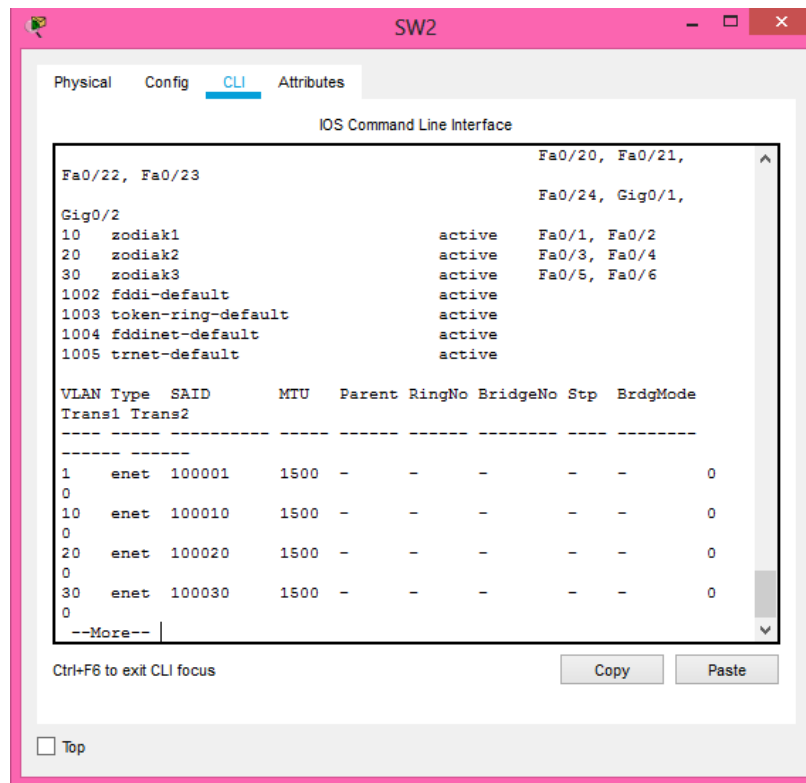 SW2
Physical Config CLI Attributes
IOS Command Line Interface
Fa0/20, Fa0/21,
Fa0/22, Fa0/23
Fa0/24, Gig0/1,
Gig0/2
10 zodiak1 active Fa0/1, Fa0/2
20 zodiak2 active Fa0/3, Fa0/4
30 zodiak3 active Fa0/5, Fa0/6
1002 fddi-default active
1003 token-ring-default active
1004 fddinet-default active
1005 trnet-default active
VLAN Type SAID MTU Parent RingNo BridgeNo Stp BrdgMode
Trans1 Trans2
---- ----- ---------- ----- ------ ------ -------- ---- --------
------ ------
1 enet 100001 1500 - - - - - 0
0
10 enet 100010 1500 - - - - - 0
0
20 enet 100020 1500 - - - - - 0
0
30 enet 100030 1500 - - - - - 0
0
--More--
Ctrl+F6 to exit CLI focus
Copy Paste
Top